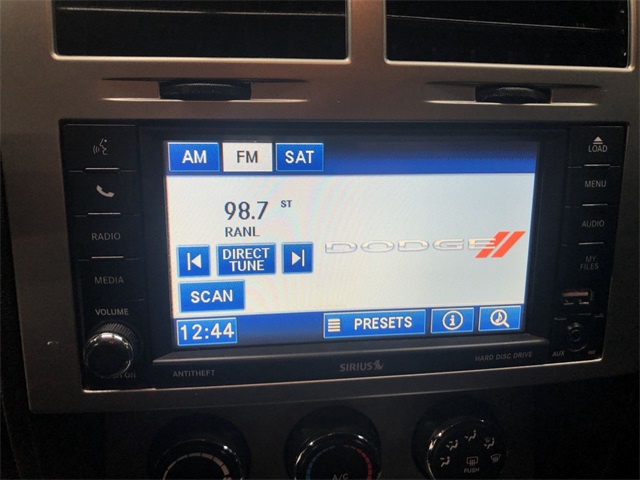 AM FM SAT
98.7 ST
RANL
DIRECT
TUNE
SCAN
DODGE
12:44
PRESETS
RADIO
MEDIA
VOLUME
LOAD
MENU
AUDIO
MY
FILES
AUX
ANTITHEFT
SIRIUS
HARD DISC DRIVE
A/C
PUSH